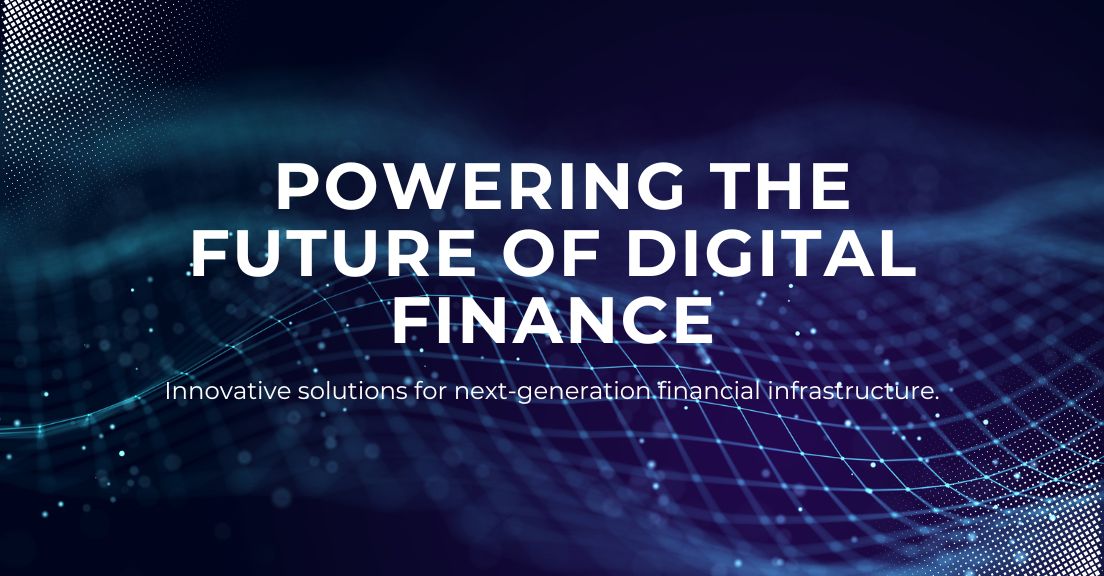 POWERING THE
FUTURE OF DIGITAL
FINANCE
Innovative solutions for next-generation financial infrastructure.